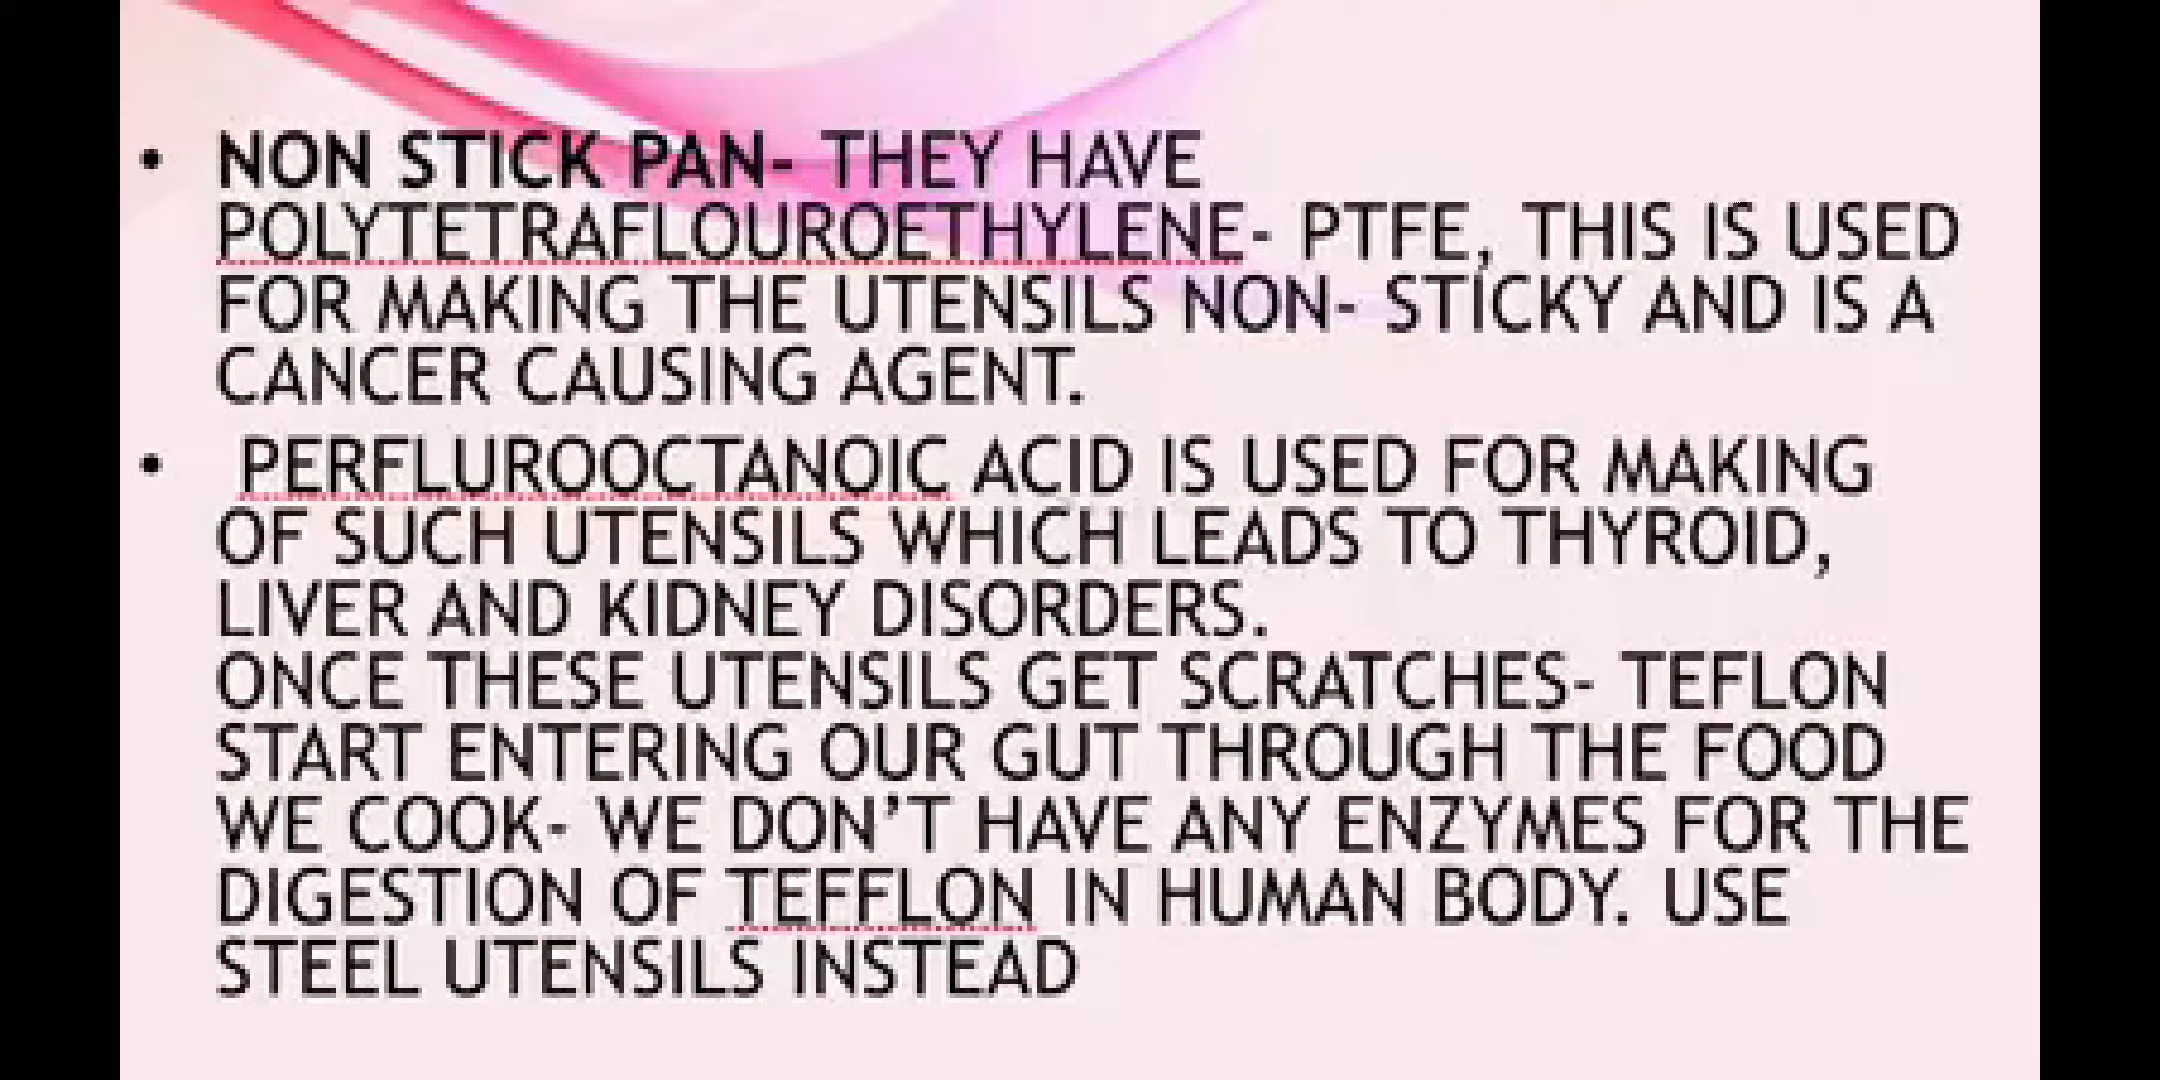 • NON STICK PAN- THEY HAVE
POLYTETRAFLOUROETHYLENE- PTFE, THIS IS USED
FOR MAKING THE UTENSILS NON- STICKY AND IS A
CANCER CAUSING AGENT.
• PERFLUROOCTANOIC ACID IS USED FOR MAKING
OF SUCH UTENSILS WHICH LEADS TO THYROID,
LIVER AND KIDNEY DISORDERS.
ONCE THESE UTENSILS GET SCRATCHES- TEFLON
START ENTERING OUR GUT THROUGH THE FOOD
WE COOK- WE DON’T HAVE ANY ENZYMES FOR THE
DIGESTION OF TEFFLON IN HUMAN BODY. USE
STEEL UTENSILS INSTEAD